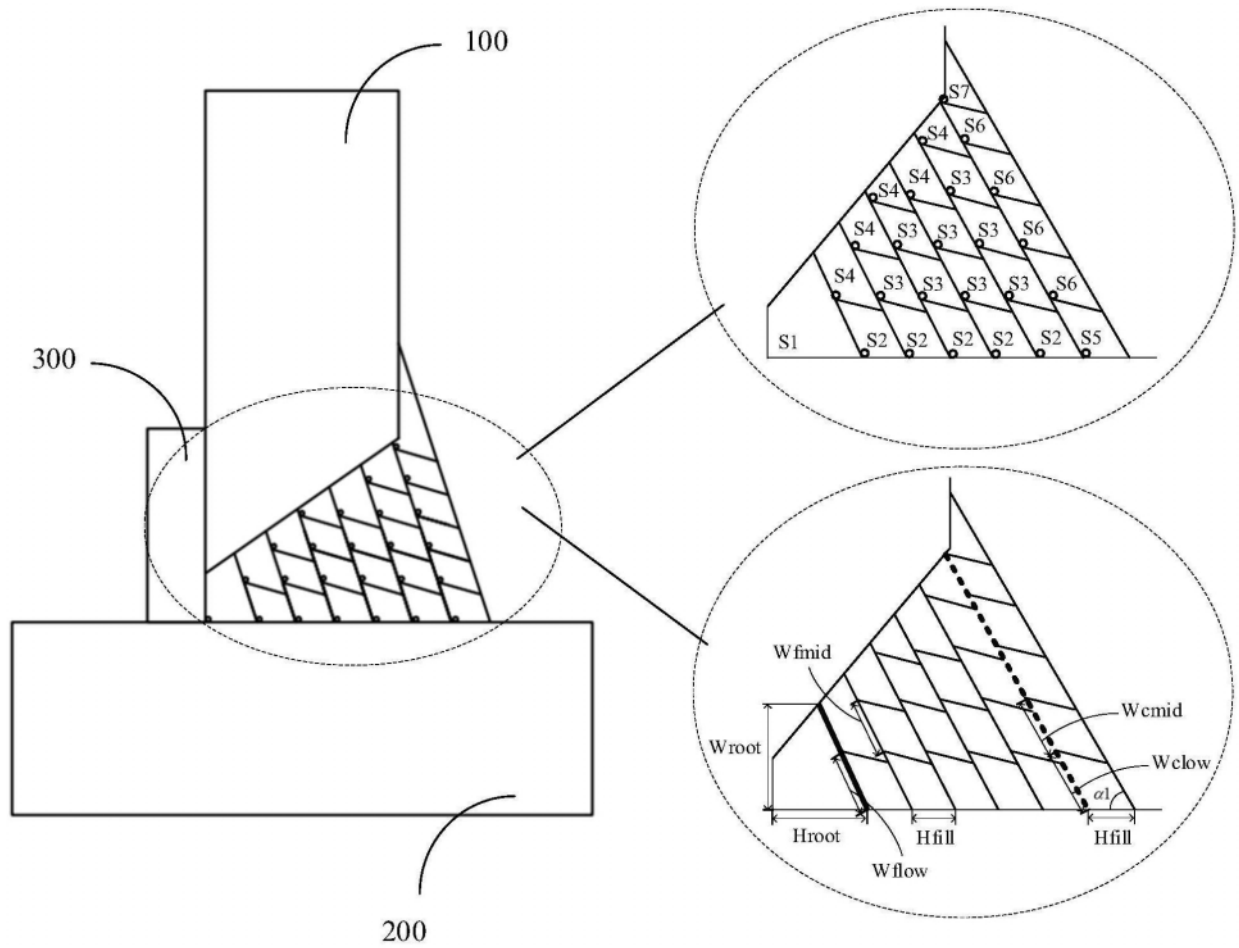 100
300
200
S7
S4 S6
S4 S4 S3 S6
S4 S3 S3 S3 S6
S4 S3 S3 S3 S3 S6
S1 S2 S2 S2 S2 S2 S5
Wfmid
Wcmid
Wroot
Wclow
α1
Hroot Hfill Hfill
Wflow